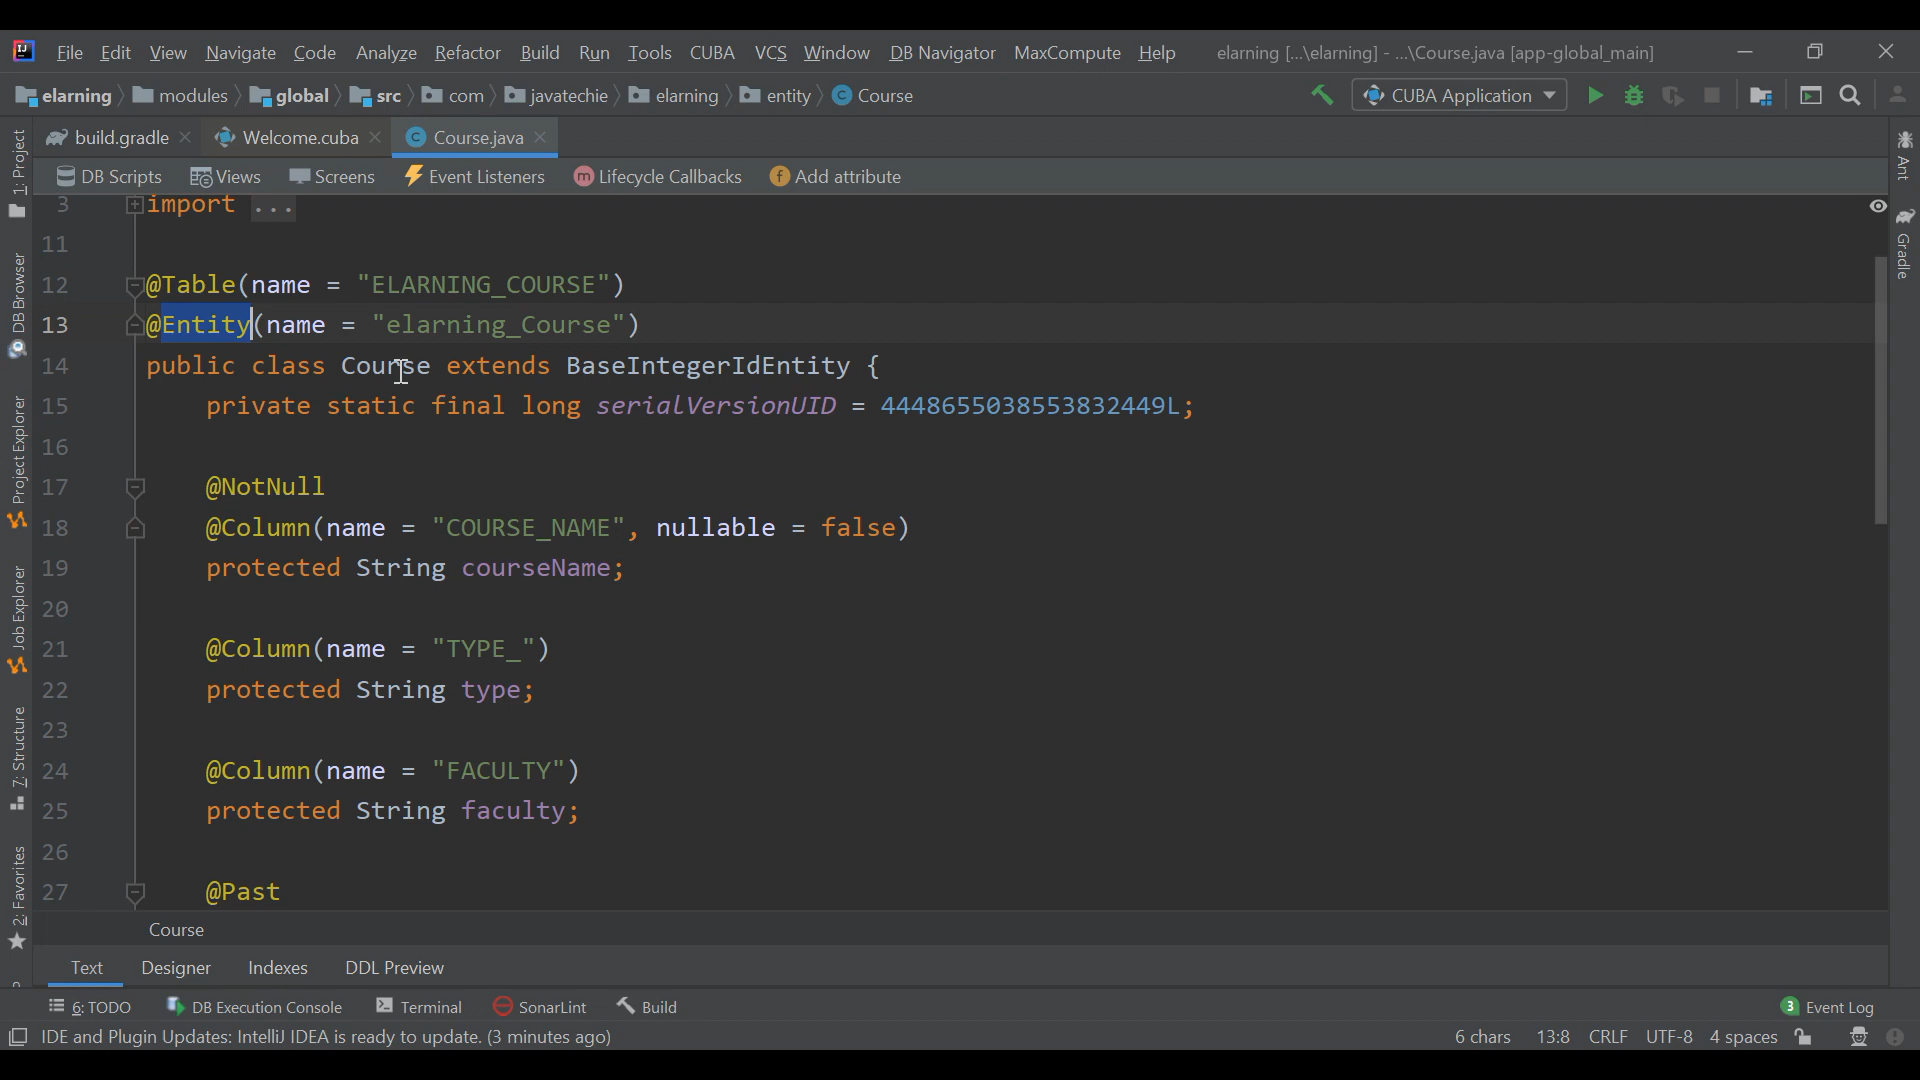 File Edit View Navigate Code Analyze Refactor Build Run Tools CUBA VCS Window DB Navigator MaxCompute Help elarning [...\elarning] - ...\Course.java [app-global_main]
elarning modules global src com javatechie elarning entity Course CUBA Application
build.gradle Welcome.cuba Course.java
DB Scripts Views Screens Event Listeners Lifecycle Callbacks Add attribute
3 import ...
11
12 @Table(name = "ELARNING_COURSE")
13 @Entity(name = "elarning_Course")
14 public class Course extends BaseIntegerIdEntity {
15 private static final long serialVersionUID = 4448655038553832449L;
16
17 @NotNull
18 @Column(name = "COURSE_NAME", nullable = false)
19 protected String courseName;
20
21 @Column(name = "TYPE_")
22 protected String type;
23
24 @Column(name = "FACULTY")
25 protected String faculty;
26
27 @Past
Course
Text Designer Indexes DDL Preview
6: TODO DB Execution Console Terminal SonarLint Build 3 Event Log
IDE and Plugin Updates: IntelliJ IDEA is ready to update. (3 minutes ago) 6 chars 13:8 CRLF UTF-8 4 spaces
1: Project
DB Browser
Project Explorer
Job Explorer
7: Structure
2: Favorites
Ant
Gradle